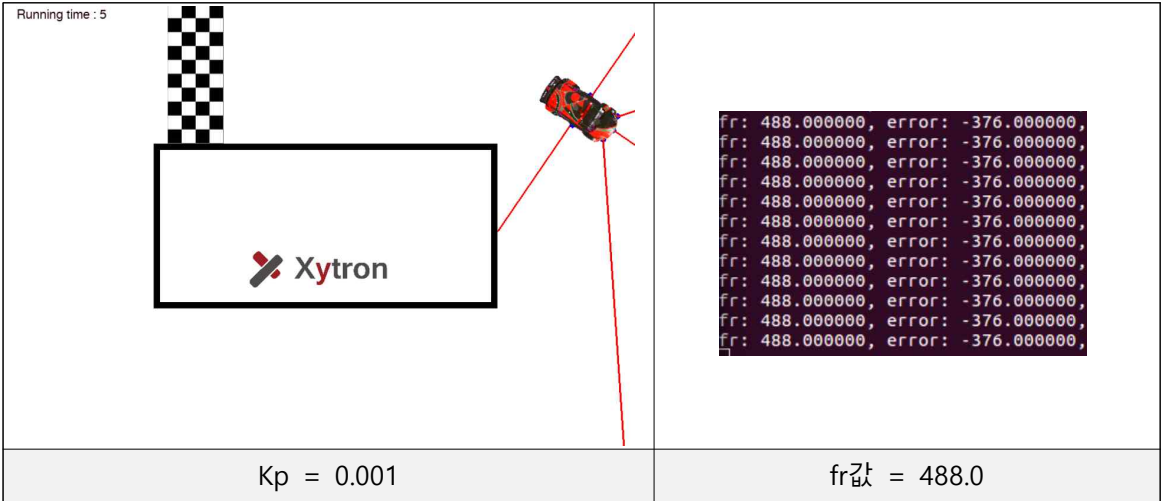 Running time : 5
Xytron
fr: 488.000000, error: -376.000000,
fr: 488.000000, error: -376.000000,
fr: 488.000000, error: -376.000000,
fr: 488.000000, error: -376.000000,
fr: 488.000000, error: -376.000000,
fr: 488.000000, error: -376.000000,
fr: 488.000000, error: -376.000000,
fr: 488.000000, error: -376.000000,
fr: 488.000000, error: -376.000000,
fr: 488.000000, error: -376.000000,
fr: 488.000000, error: -376.000000,
fr: 488.000000, error: -376.000000,
Kp = 0.001
fr값 = 488.0